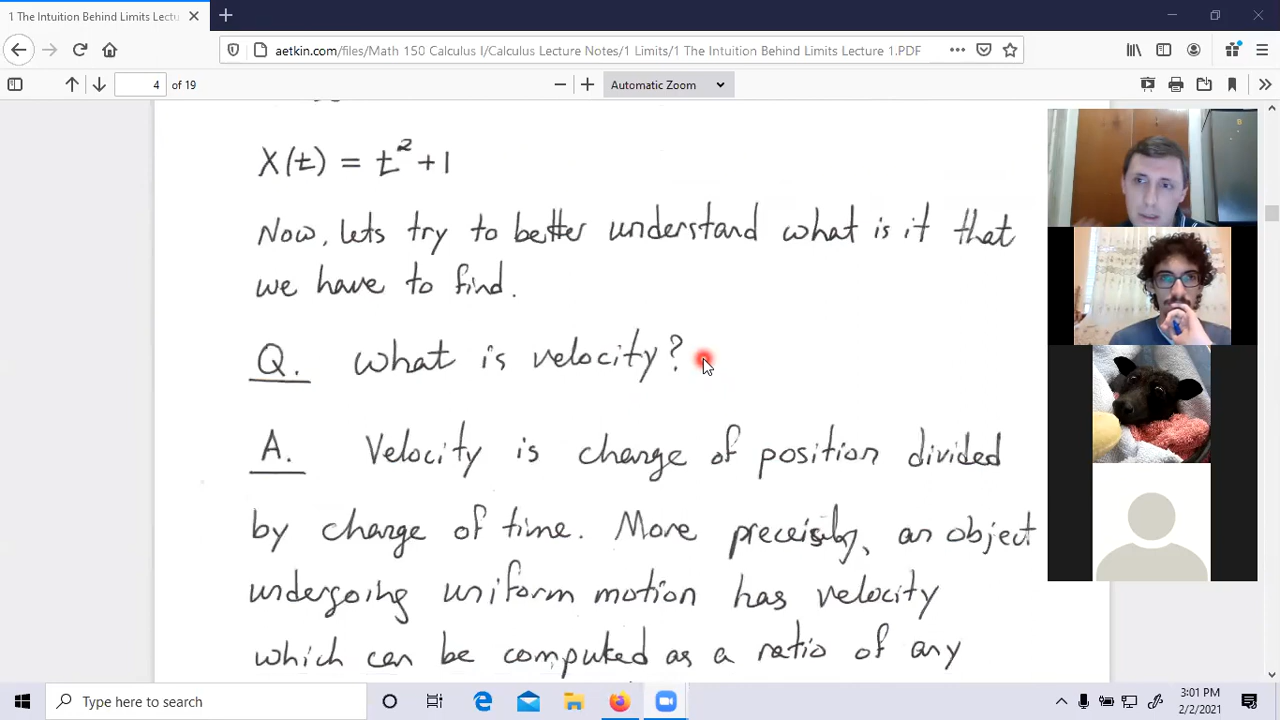 1 The Intuition Behind Limits Lectu
aetkin.com/files/Math 150 Calculus I/Calculus Lecture Notes/1 Limits/1 The Intuition Behind Limits Lecture 1.PDF
4 of 19
Automatic Zoom
X(t) = t² + 1
Now, lets try to better understand what is it that
we have to find.
Q. What is velocity?
A. Velocity is change of position divided
by change of time. More precisely, an object
undergoing uniform motion has velocity
which can be computed as a ratio of any
Type here to search
3:01 PM
2/2/2021